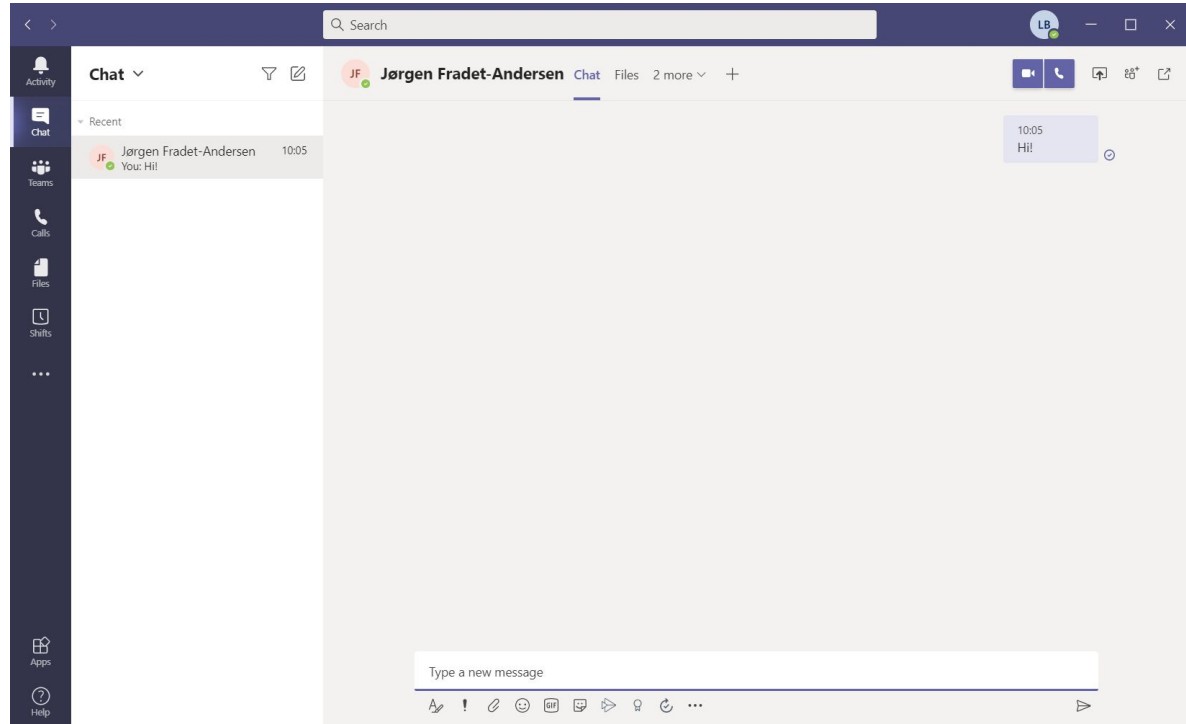 Search
LB
Activity
Chat
Teams
Calls
Files
Shifts
Apps
Help
Chat
Recent
JF Jørgen Fradet-Andersen 10:05
You: Hi!
JF Jørgen Fradet-Andersen Chat Files 2 more
10:05
Hi!
Type a new message
GIF